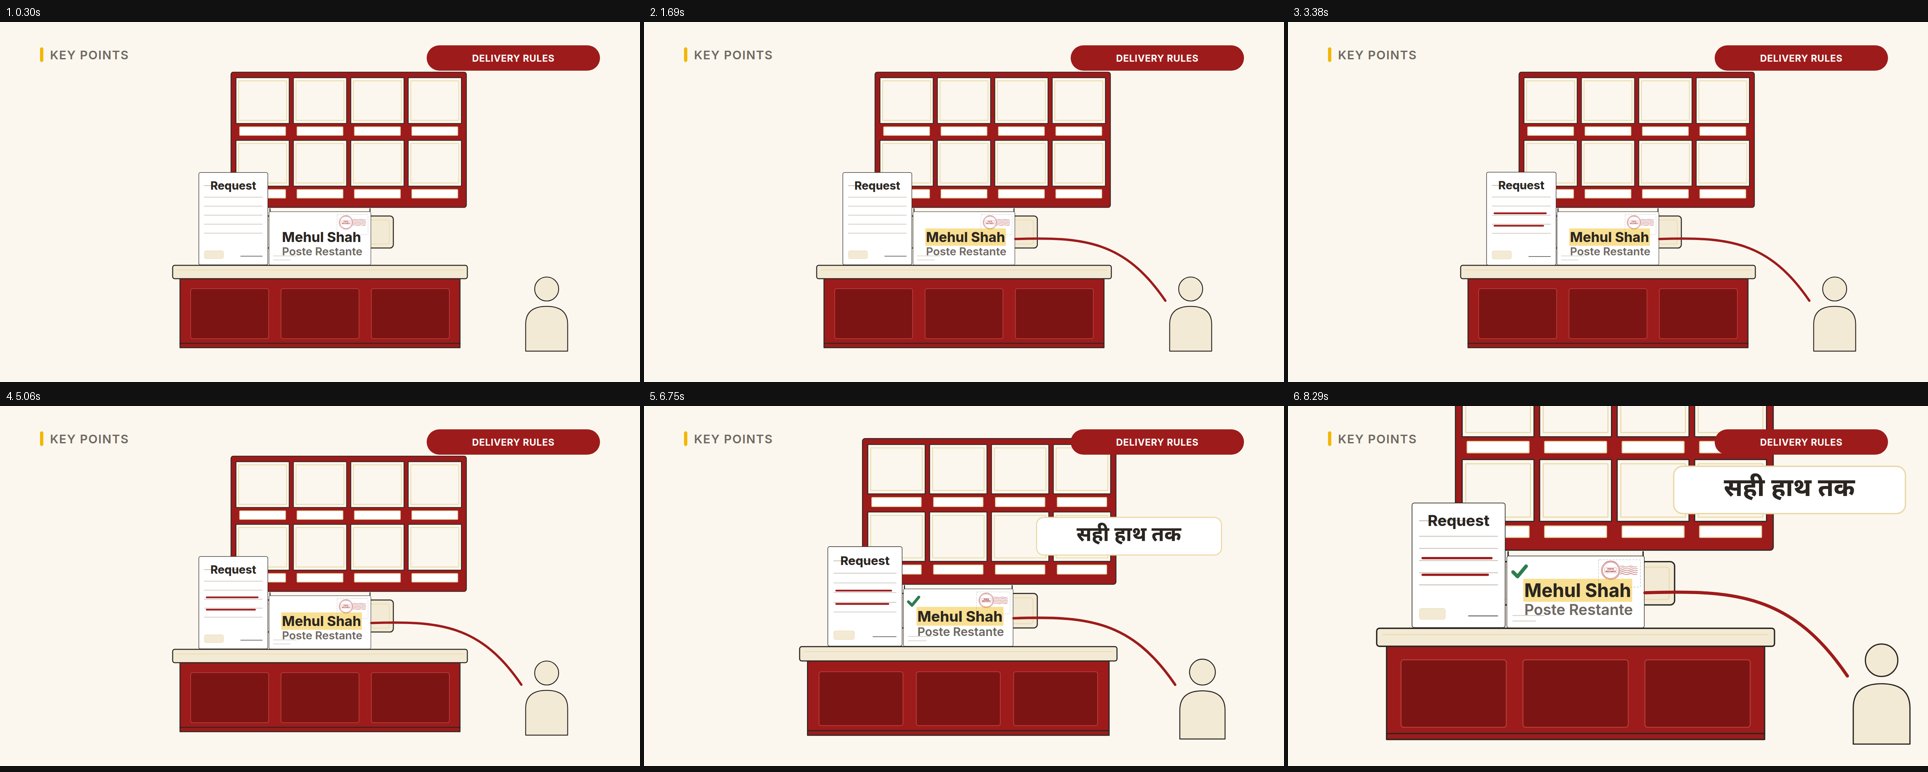 1. 0.30s
KEY POINTS
DELIVERY RULES
Request
Mehul Shah
Poste Restante
2. 1.69s
KEY POINTS
DELIVERY RULES
Request
Mehul Shah
Poste Restante
3. 3.38s
KEY POINTS
DELIVERY RULES
Request
Mehul Shah
Poste Restante
4. 5.06s
KEY POINTS
DELIVERY RULES
Request
Mehul Shah
Poste Restante
5. 6.75s
KEY POINTS
DELIVERY RULES
सही हाथ तक
Request
Mehul Shah
Poste Restante
6. 8.29s
KEY POINTS
DELIVERY RULES
सही हाथ तक
Request
Mehul Shah
Poste Restante